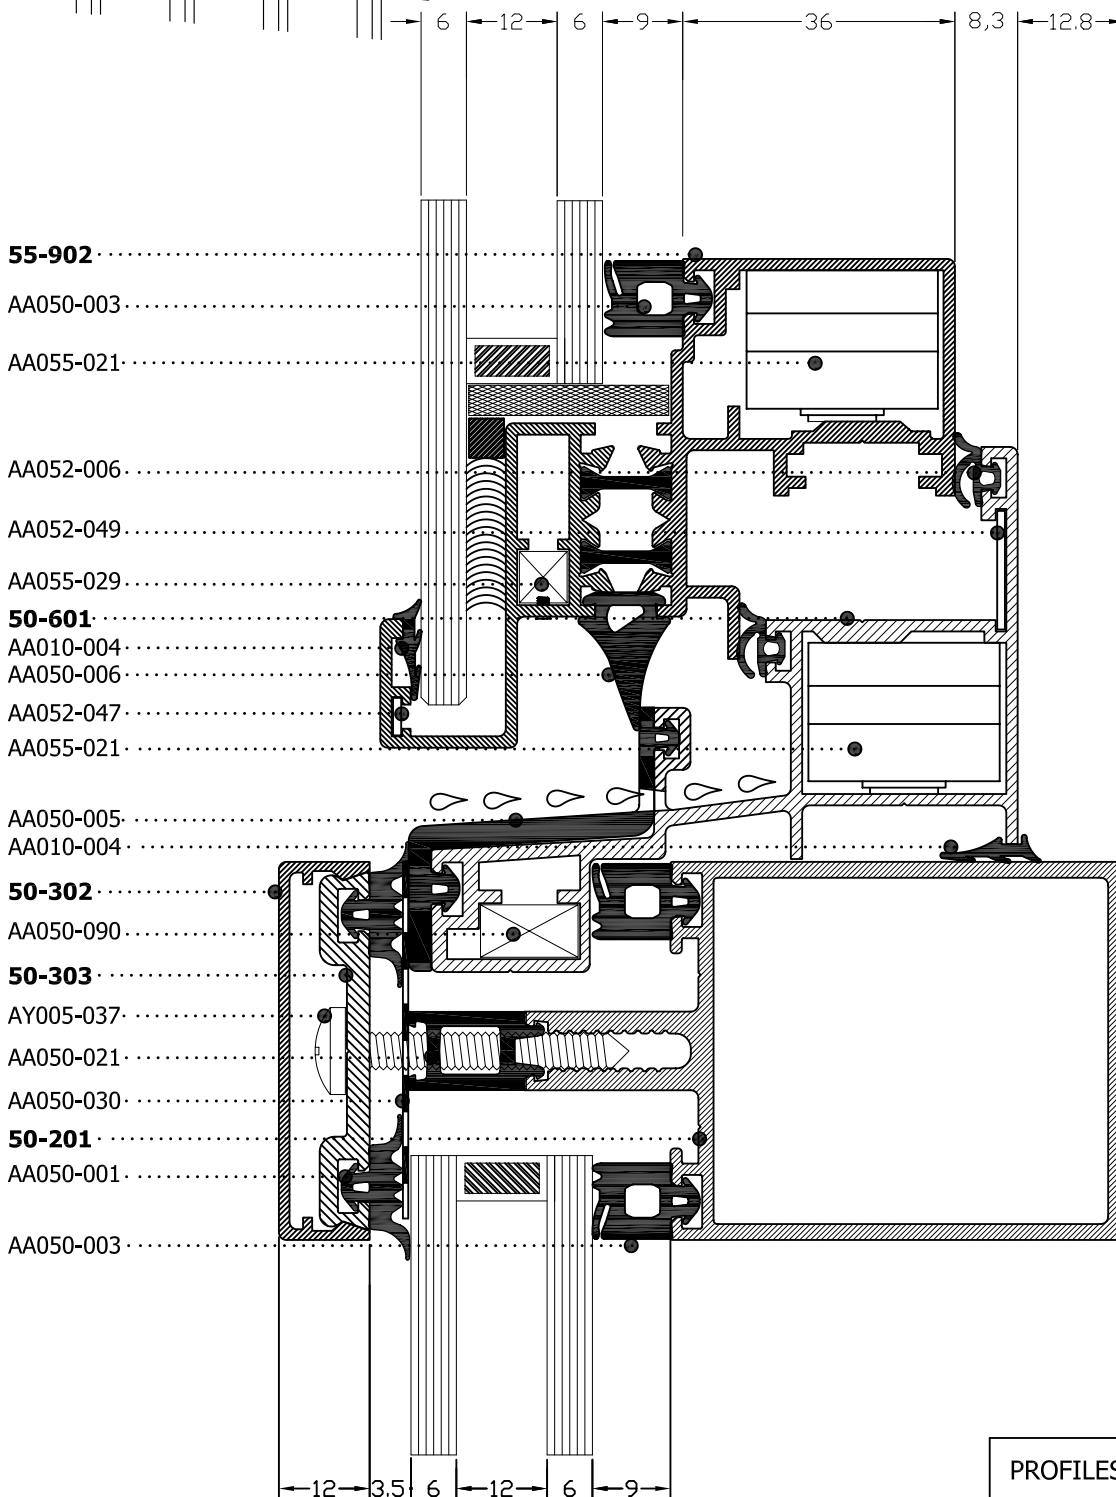 6 12 6 9 36 8,3 12.8
55-902
AA050-003
AA055-021
AA052-006
AA052-049
AA055-029
50-601
AA010-004
AA050-006
AA052-047
AA055-021
AA050-005
AA010-004
50-302
AA050-090
50-303
AY005-037
AA050-021
AA050-030
50-201
AA050-001
AA050-003
PROFILES
12 3.5 6 12 6 9